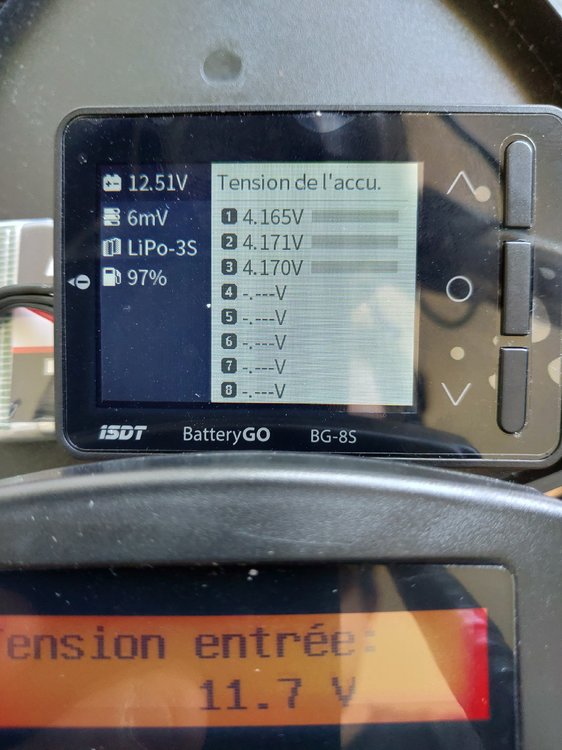 12.51V
6mV
LiPo-3S
97%
Tension de l'accu.
1 4.165V
2 4.171V
3 4.170V
4 -.---V
5 -.---V
6 -.---V
7 -.---V
8 -.---V
ISDT BatteryGO BG-8S
Tension entrée:
11.7 V